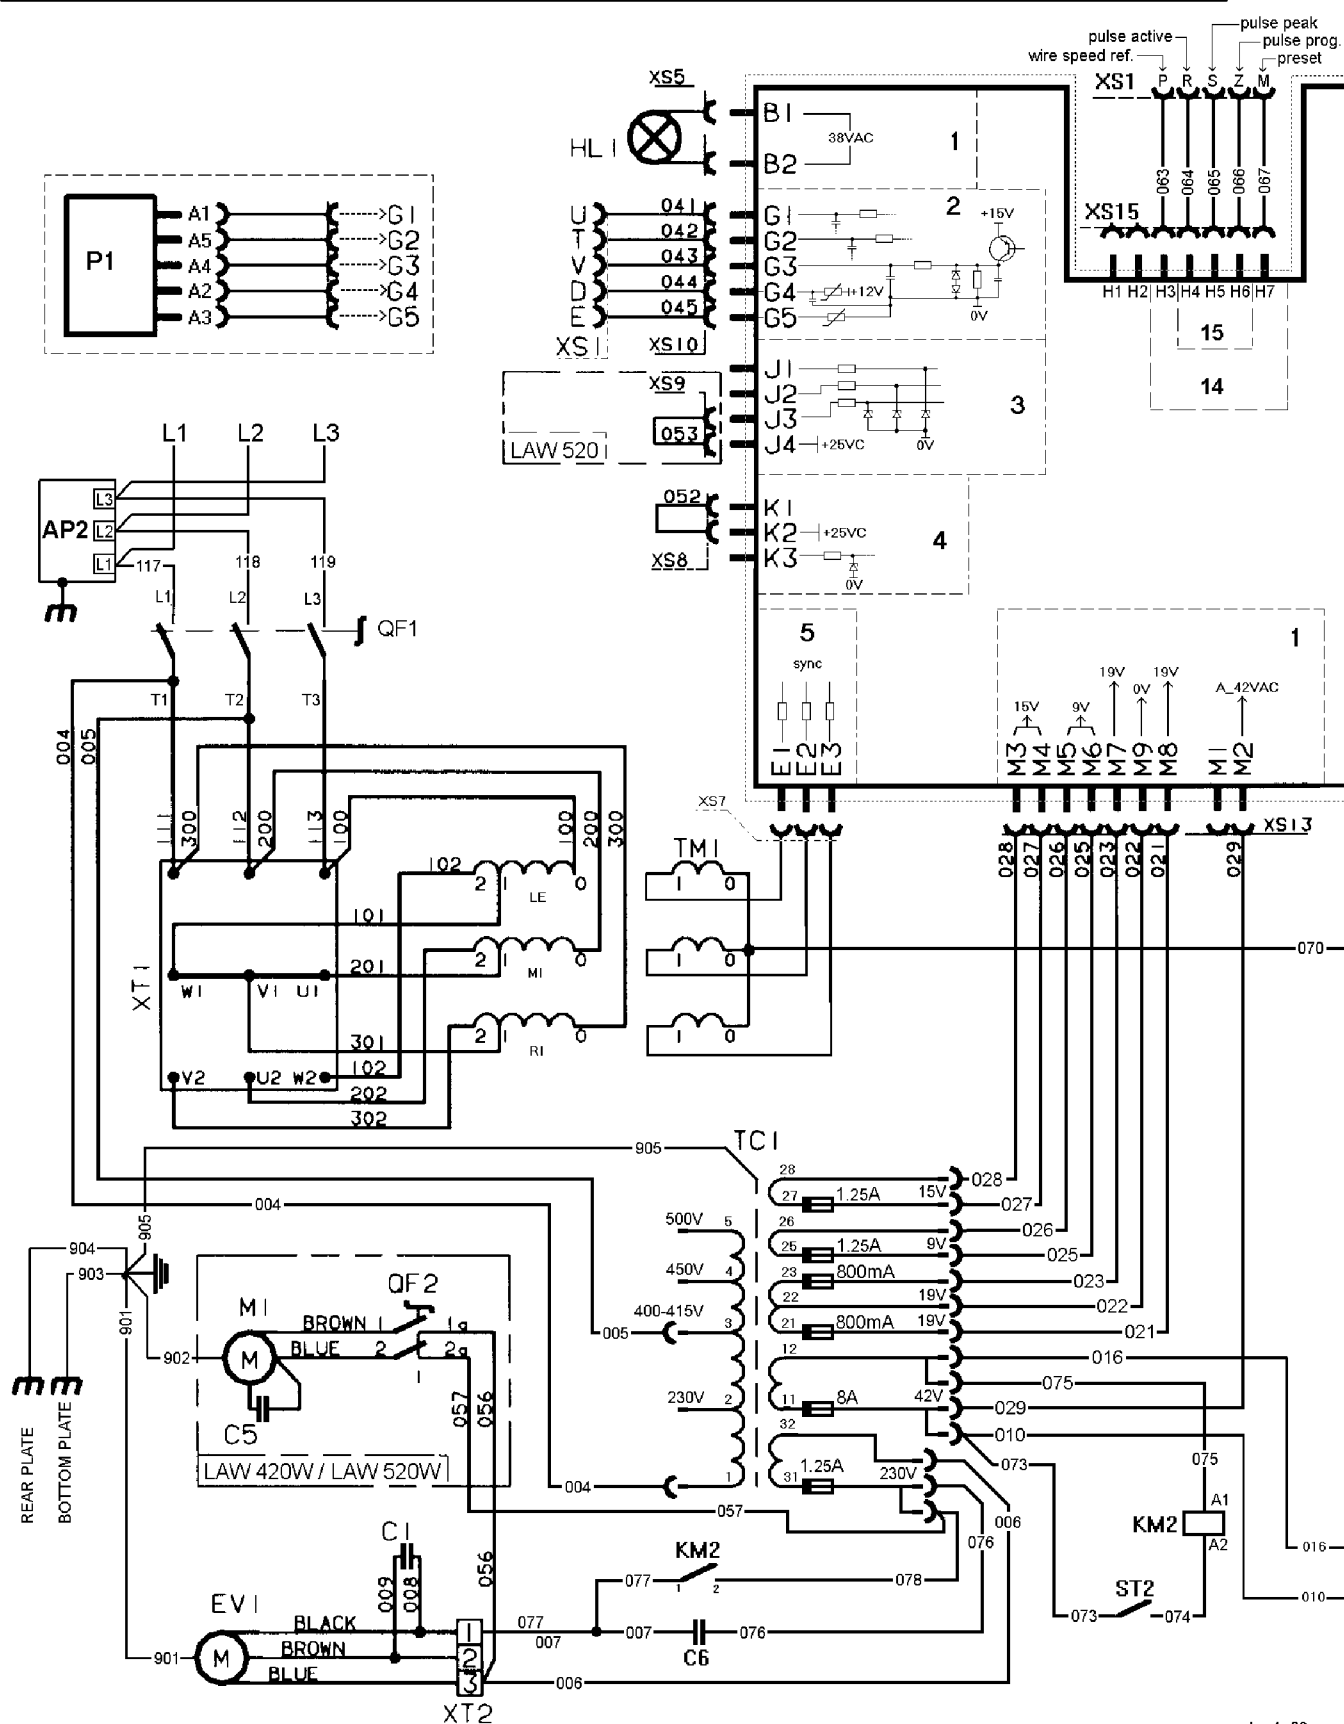 pulse peak
pulse active
pulse prog.
wire speed ref.
preset
XS1 P R S Z M
063 064 065 066 067
XS15
H1 H2 H3 H4 H5 H6 H7
15
14
XS5
HL1
B1
38VAC
1
B2
2
P1
A1 G1
A5 G2
A4 G3
A2 G4
A3 G5
U 041 G1
T 042 G2
V 043 G3
D 044 G4
E 045 G5
XS1 XS10
+15V
+12V
0V
XS9
053
LAW 520
J1
J2
J3
J4 +25VC
0V
3
052
XS8
K1
K2 +25VC
K3
0V
4
L1 L2 L3
AP2
L3
L2
L1
117 118 119
L1 L2 L3
QF1
T1 T2 T3
004 005
111 300 112 200 113 100
100 200 300
5
sync
E1 E2 E3
XS7
1
15V 9V 19V 0V 19V A_42VAC
M3 M4 M5 M6 M7 M9 M8 M1 M2
XS13
028 027 026 025 023 022 021 029
TM1
1 0
1 0
1 0
070
102 2 1 0
LE
101
201 2 1 0
MI
301 2 1 0
RI
XT1
W1 V1 U1
V2 U2 W2
102
202
302
905
TC1
004
905
904
903
901
902
REAR PLATE
BOTTOM PLATE
QF2
M1
BROWN 1 1a
BLUE 2 2a
M
1
C5
057 056
LAW 420W / LAW 520W
500V 5
450V 4
400-415V
005 3
230V 2
004 1
28 028
27 1.25A 15V 027
26 026
25 1.25A 9V 025
23 800mA 023
22 19V 022
21 800mA 19V 021
12 016
075
11 8A 42V 029
010
32 073
31 1.25A 230V
057
006
076
075
KM2 A1
A2
016
010
ST2
073 074
KM2
077 1 2 078
C1
009 008
056
EV1
BLACK
BROWN
BLUE
M
901
1
2
3
XT2
077
007
007 076
C6
006